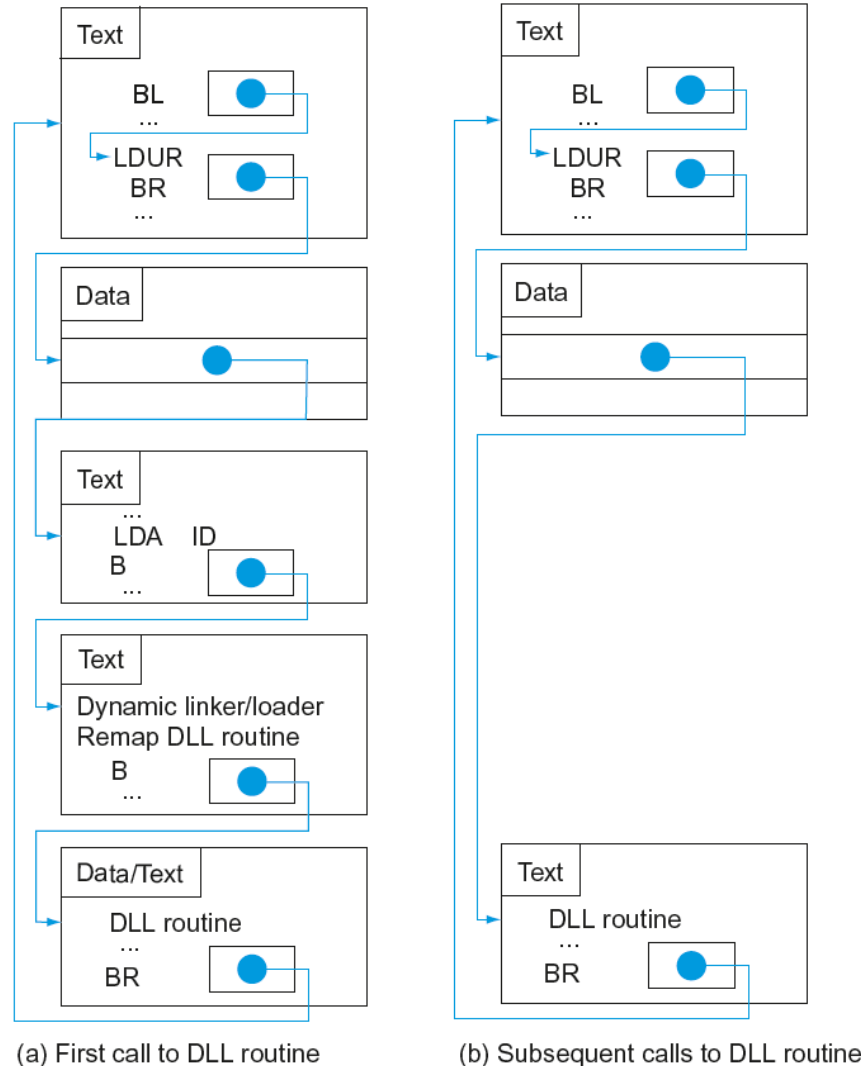 Text
BL
...
LDUR
BR
...
Data
Text
...
LDA ID
B
...
Text
Dynamic linker/loader
Remap DLL routine
B
...
Data/Text
DLL routine
...
BR
(a) First call to DLL routine
Text
BL
...
LDUR
BR
...
Data
Text
DLL routine
...
BR
(b) Subsequent calls to DLL routine